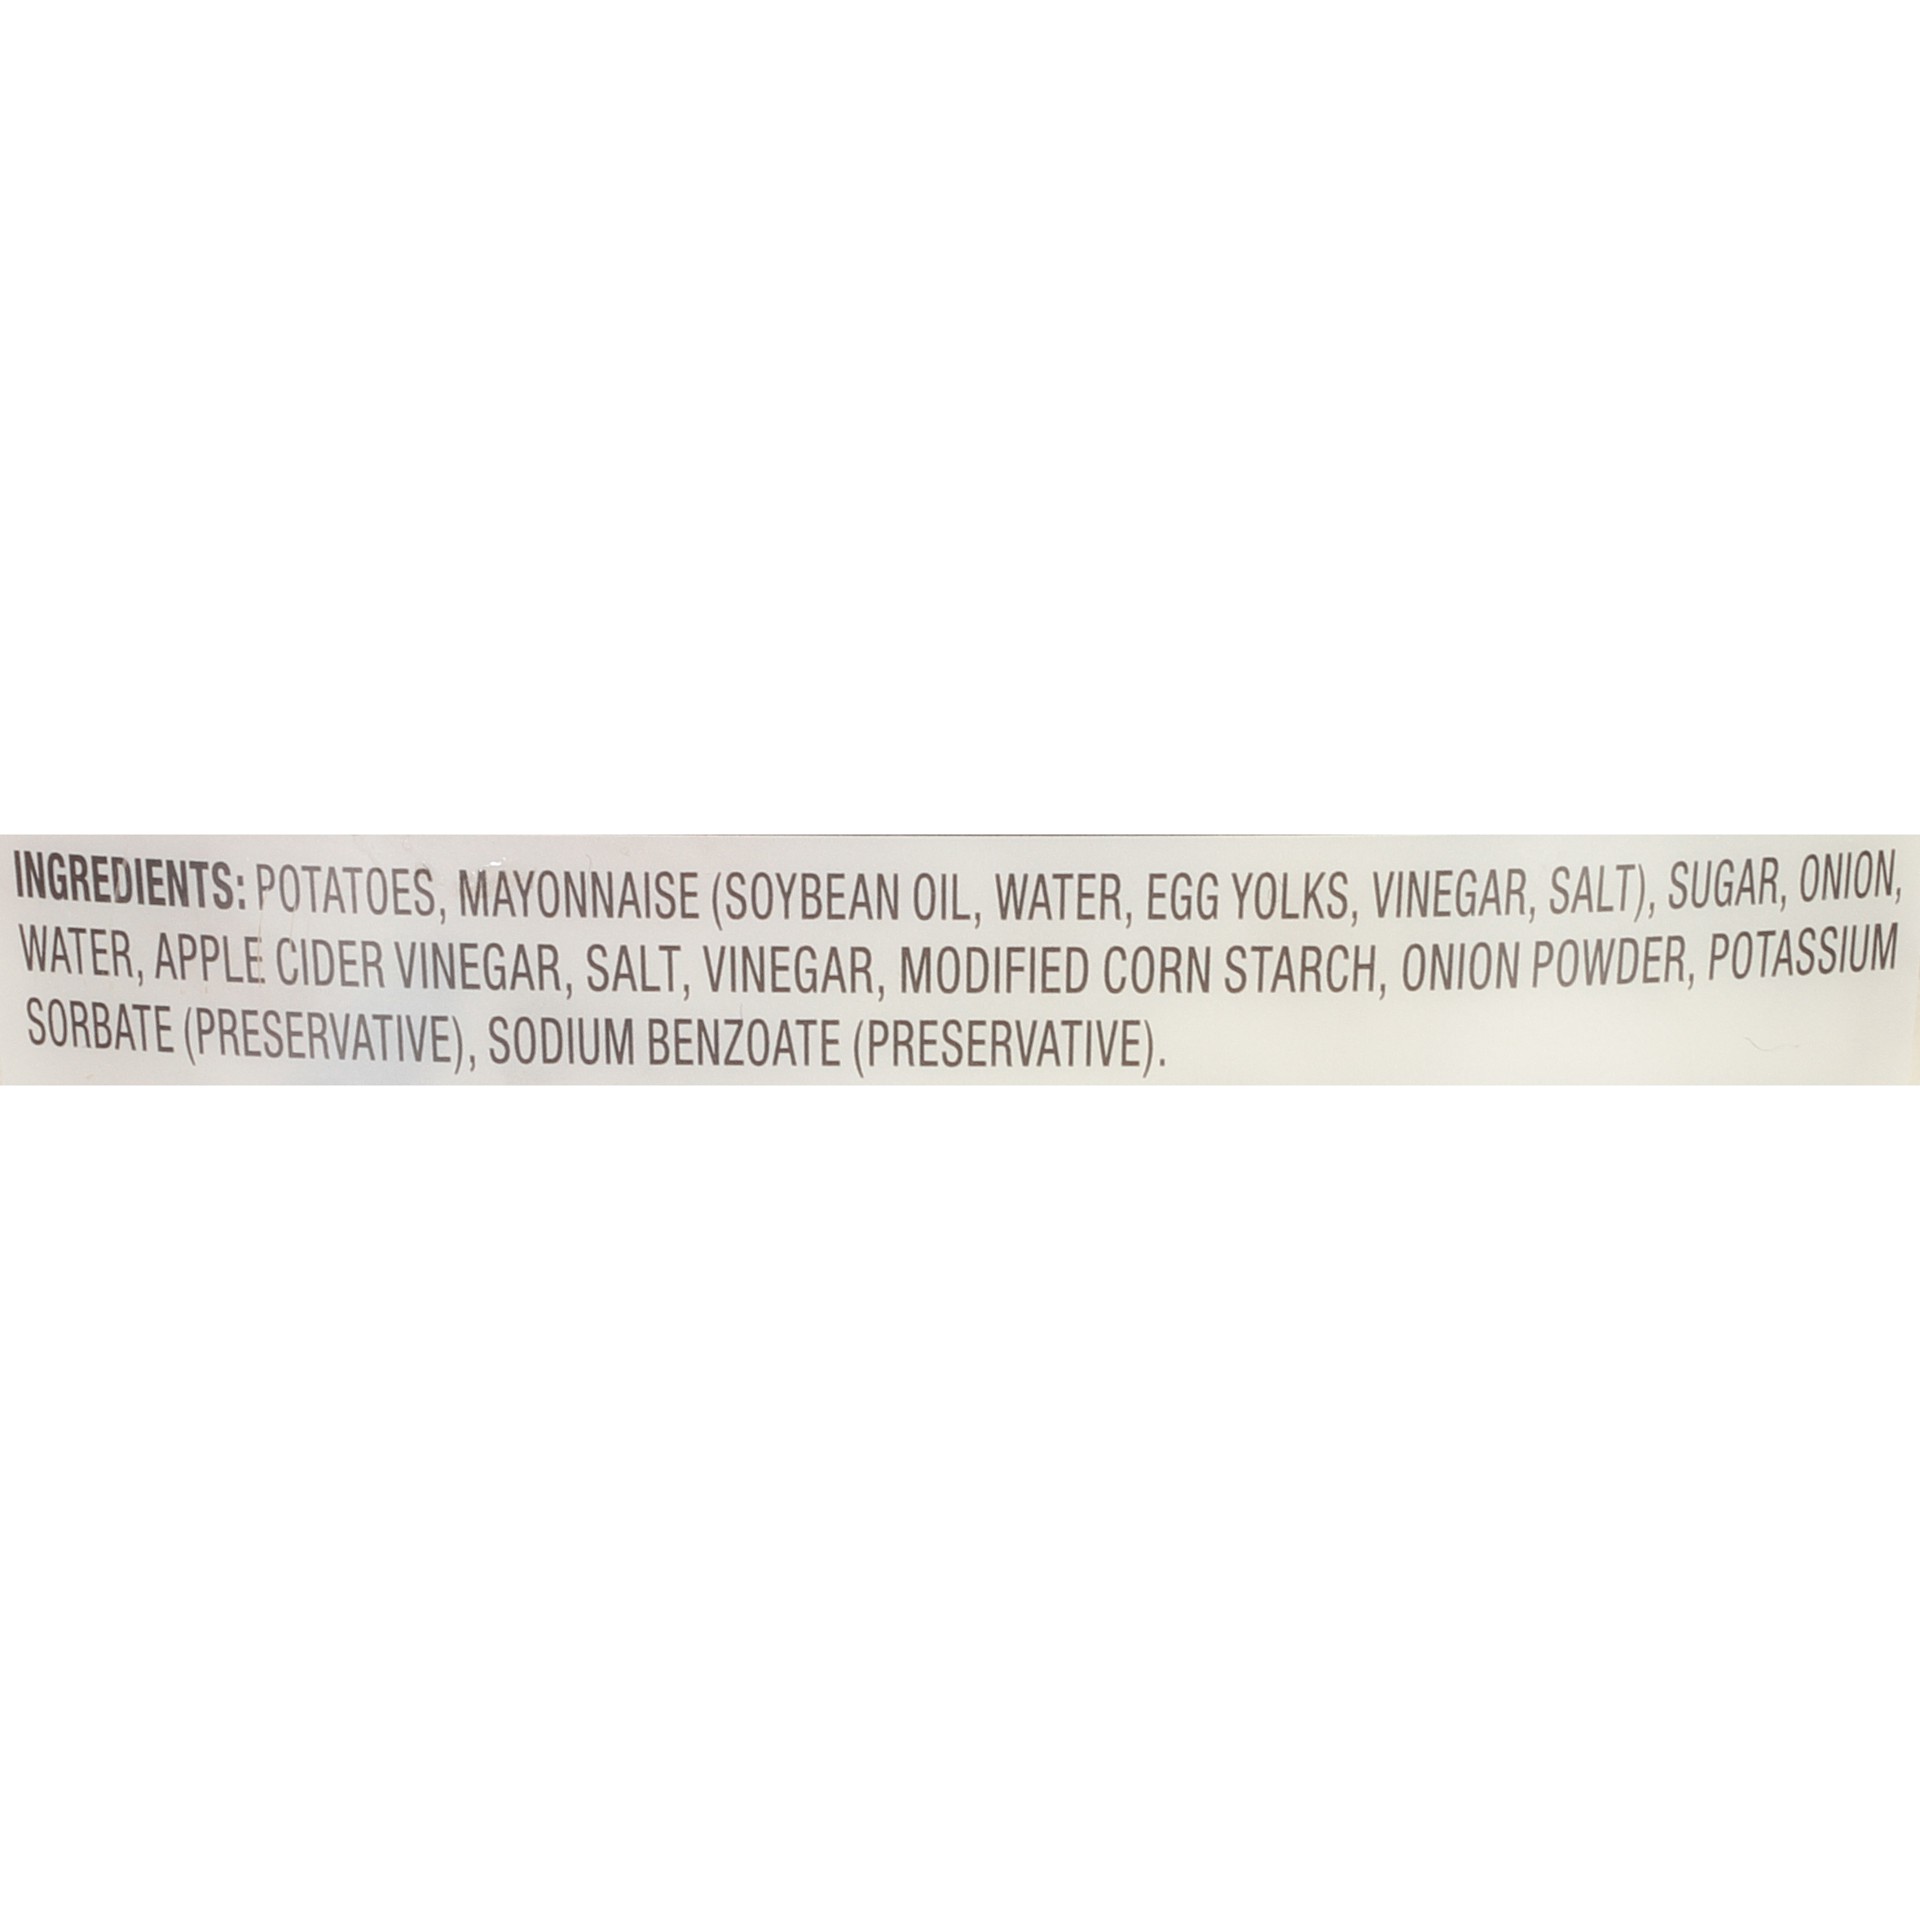 INGREDIENTS: POTATOES, MAYONNAISE (SOYBEAN OIL, WATER, EGG YOLKS, VINEGAR, SALT), SUGAR, ONION,
WATER, APPLE CIDER VINEGAR, SALT, VINEGAR, MODIFIED CORN STARCH, ONION POWDER, POTASSIUM
SORBATE (PRESERVATIVE), SODIUM BENZOATE (PRESERVATIVE).